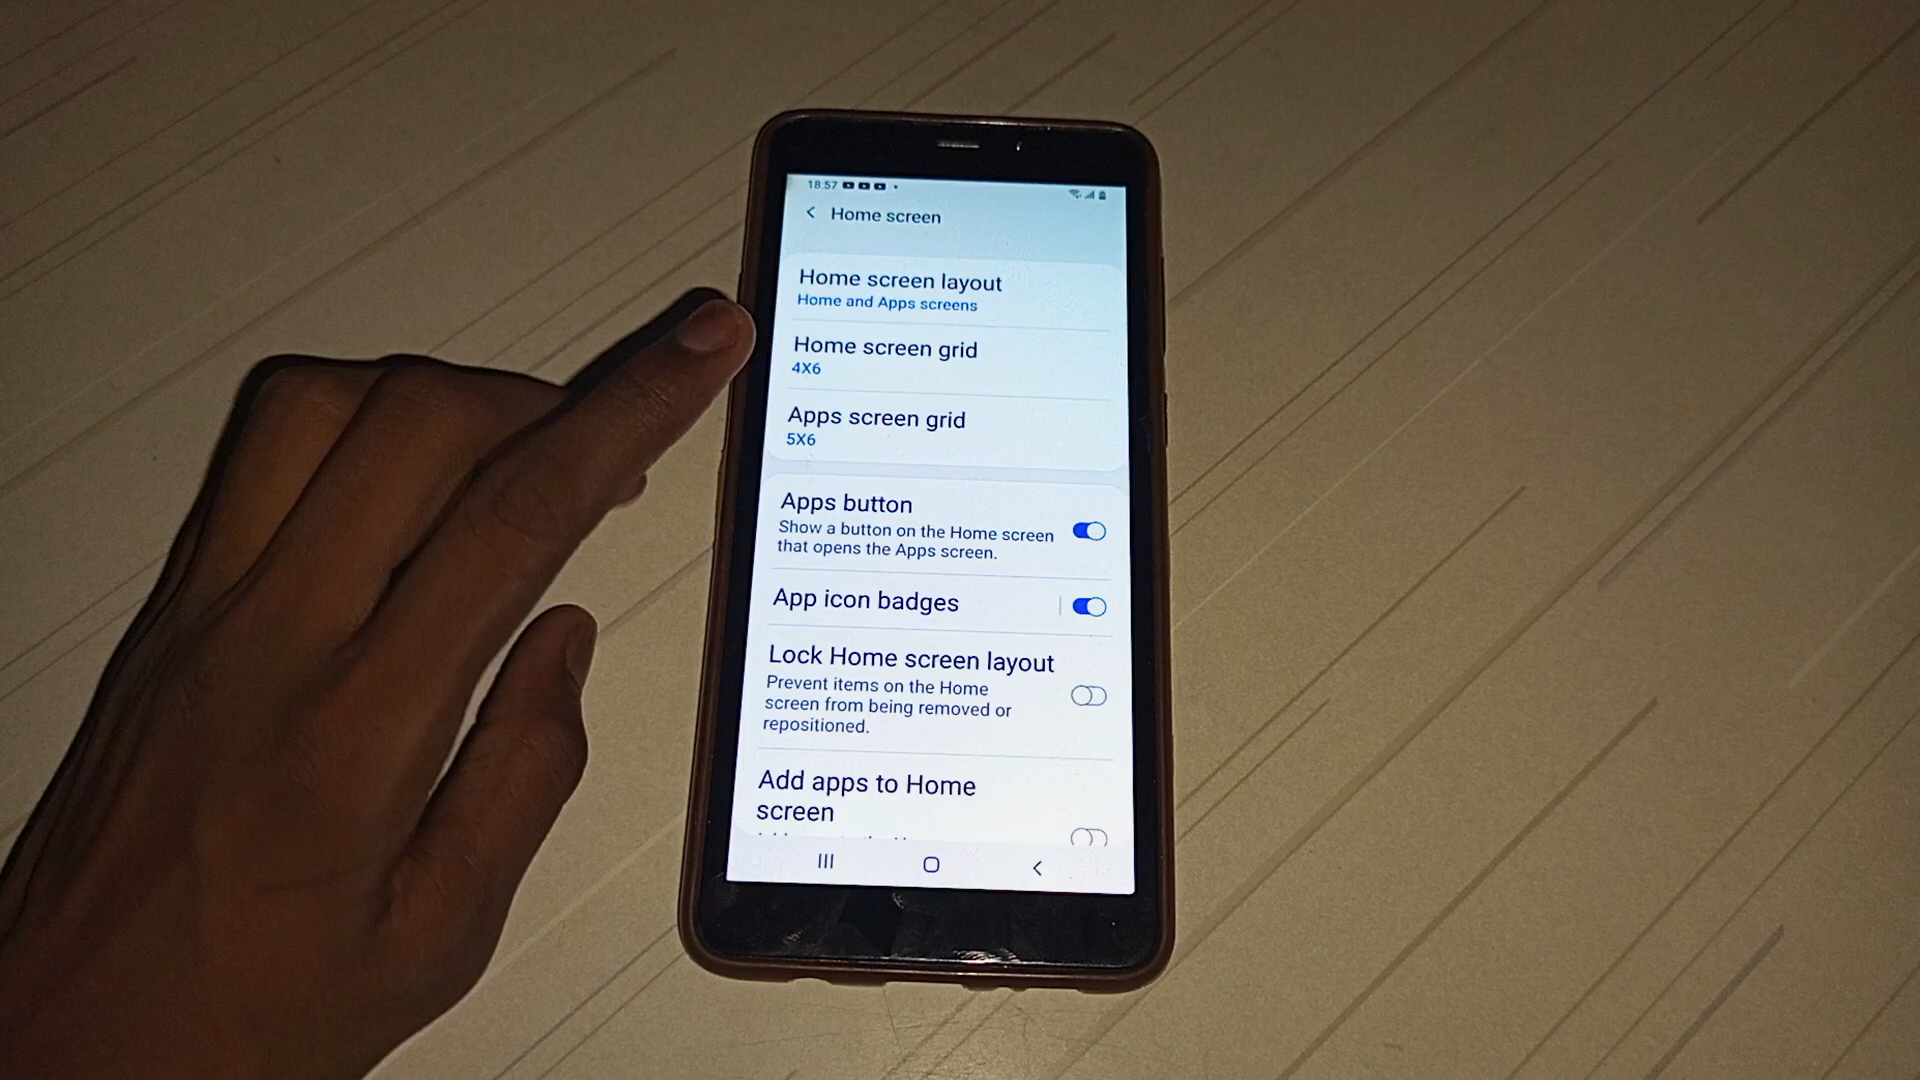 18:57
Home screen
Home screen layout
Home and Apps screens
Home screen grid
4X6
Apps screen grid
5X6
Apps button
Show a button on the Home screen
that opens the Apps screen.
App icon badges
Lock Home screen layout
Prevent items on the Home
screen from being removed or
repositioned.
Add apps to Home
screen